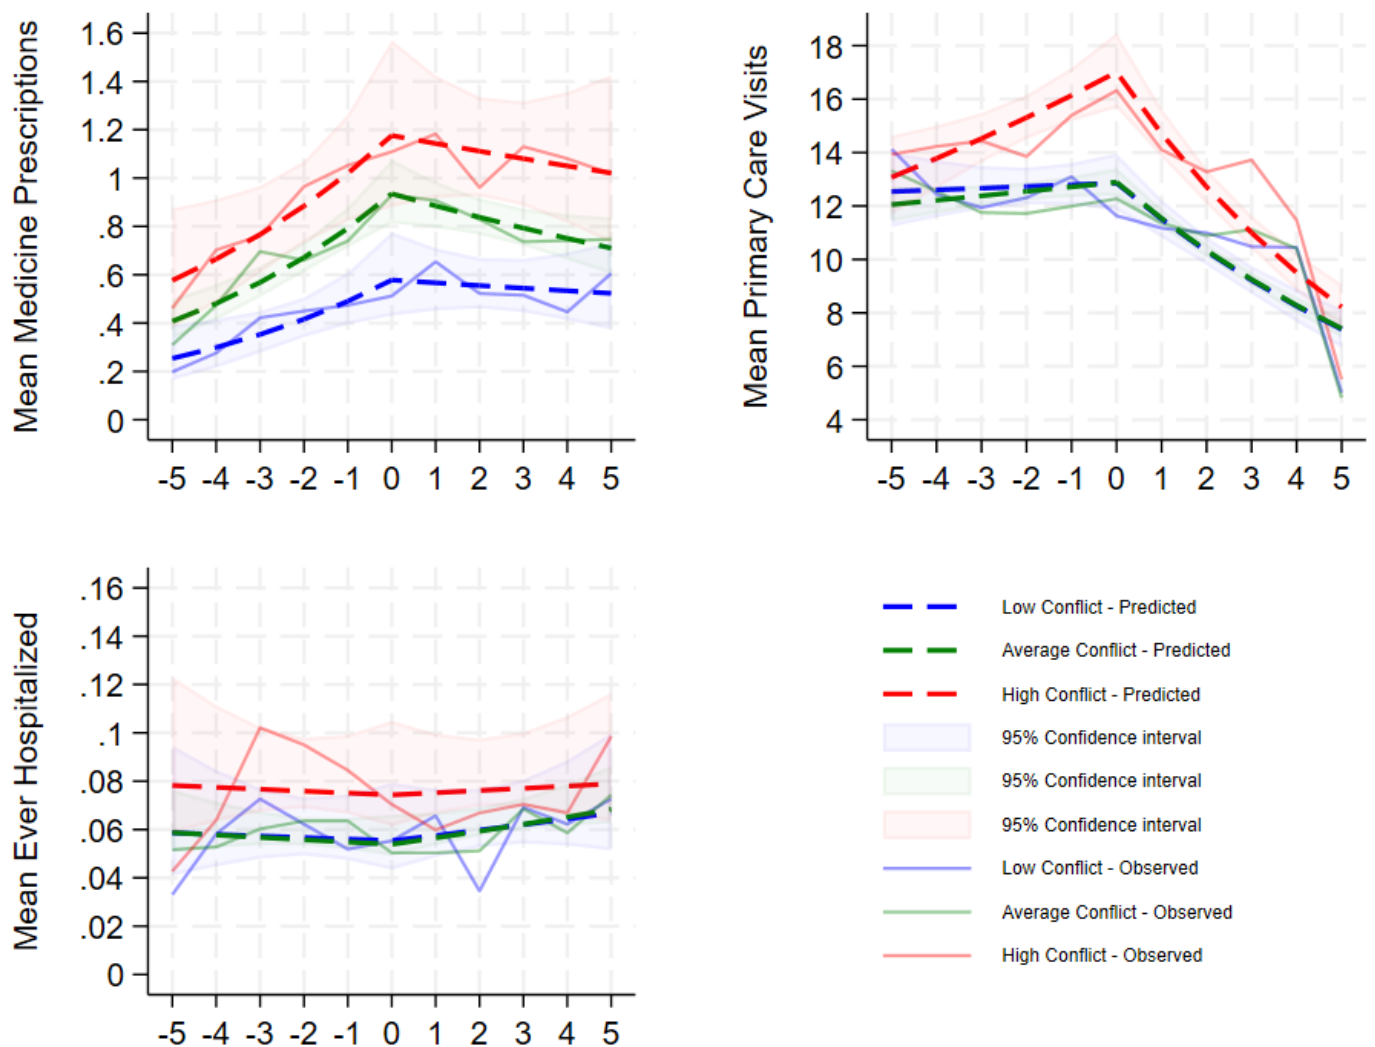 Mean Medicine Prescriptions
1.6
1.4
1.2
1
.8
.6
.4
.2
0
-5 -4 -3 -2 -1 0 1 2 3 4 5
Mean Primary Care Visits
18
16
14
12
10
8
6
4
-5 -4 -3 -2 -1 0 1 2 3 4 5
Mean Ever Hospitalized
.16
.14
.12
.1
.08
.06
.04
.02
0
-5 -4 -3 -2 -1 0 1 2 3 4 5
Low Conflict - Predicted
Average Conflict - Predicted
High Conflict - Predicted
95% Confidence interval
95% Confidence interval
95% Confidence interval
Low Conflict - Observed
Average Conflict - Observed
High Conflict - Observed